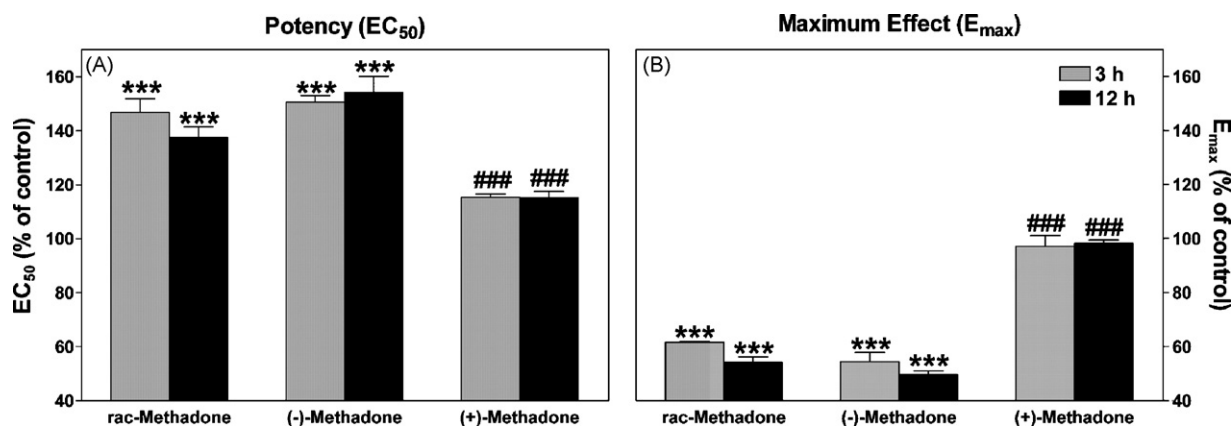 Potency (EC50)
Maximum Effect (Emax)
(A)
EC50 (% of control)
160
140
120
100
80
60
40
***
***
***
***
###
###
rac-Methadone
(-)-Methadone
(+)-Methadone
(B)
3 h
12 h
***
***
***
***
###
###
rac-Methadone
(-)-Methadone
(+)-Methadone
160
140
120
100
80
60
40
Emax (% of control)